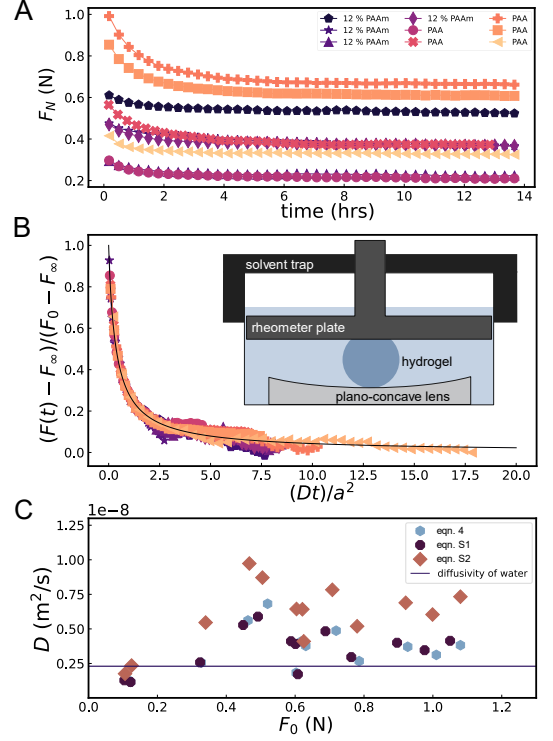 A
1.0
0.8
0.6
0.4
0.2
F_N (N)
12 % PAAm
12 % PAAm
PAA
12 % PAAm
PAA
PAA
12 % PAAm
PAA
PAA
0 2 4 6 8 10 12 14
time (hrs)
B
1.0
0.8
0.6
0.4
0.2
0.0
(F(t) − F_∞)/(F_0 − F_∞)
solvent trap
rheometer plate
hydrogel
plano-concave lens
0.0 2.5 5.0 7.5 10.0 12.5 15.0 17.5 20.0
(Dt)/a²
C
1e−8
1.25
1.00
0.75
0.50
0.25
D (m²/s)
eqn. 4
eqn. S1
eqn. S2
diffusivity of water
0.0 0.2 0.4 0.6 0.8 1.0 1.2
F_0 (N)